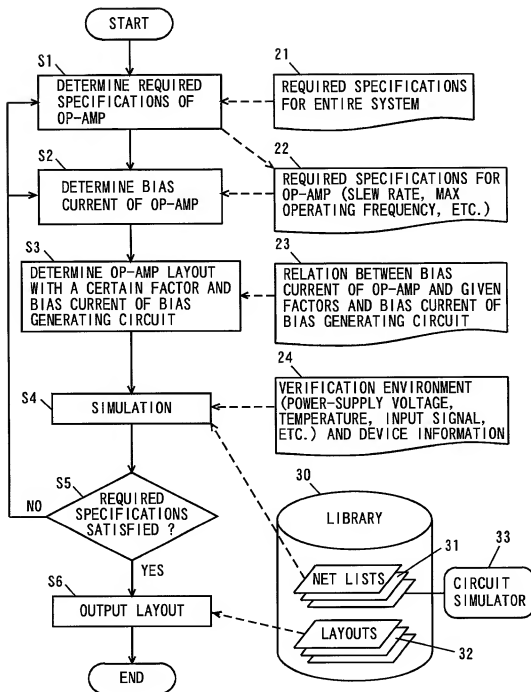 START
S1
DETERMINE REQUIRED
SPECIFICATIONS OF
OP-AMP
21
REQUIRED SPECIFICATIONS
FOR ENTIRE SYSTEM
S2
DETERMINE BIAS
CURRENT OF OP-AMP
22
REQUIRED SPECIFICATIONS FOR
OP-AMP (SLEW RATE, MAX
OPERATING FREQUENCY, ETC.)
S3
DETERMINE OP-AMP LAYOUT
WITH A CERTAIN FACTOR AND
BIAS CURRENT OF BIAS
GENERATING CIRCUIT
23
RELATION BETWEEN BIAS
CURRENT OF OP-AMP AND GIVEN
FACTORS AND BIAS CURRENT OF
BIAS GENERATING CIRCUIT
S4
SIMULATION
24
VERIFICATION ENVIRONMENT
(POWER-SUPPLY VOLTAGE,
TEMPERATURE, INPUT SIGNAL,
ETC.) AND DEVICE INFORMATION
S5
REQUIRED
SPECIFICATIONS
SATISFIED ?
NO
YES
30
LIBRARY
31
NET LISTS
33
CIRCUIT
SIMULATOR
S6
OUTPUT LAYOUT
LAYOUTS
32
END